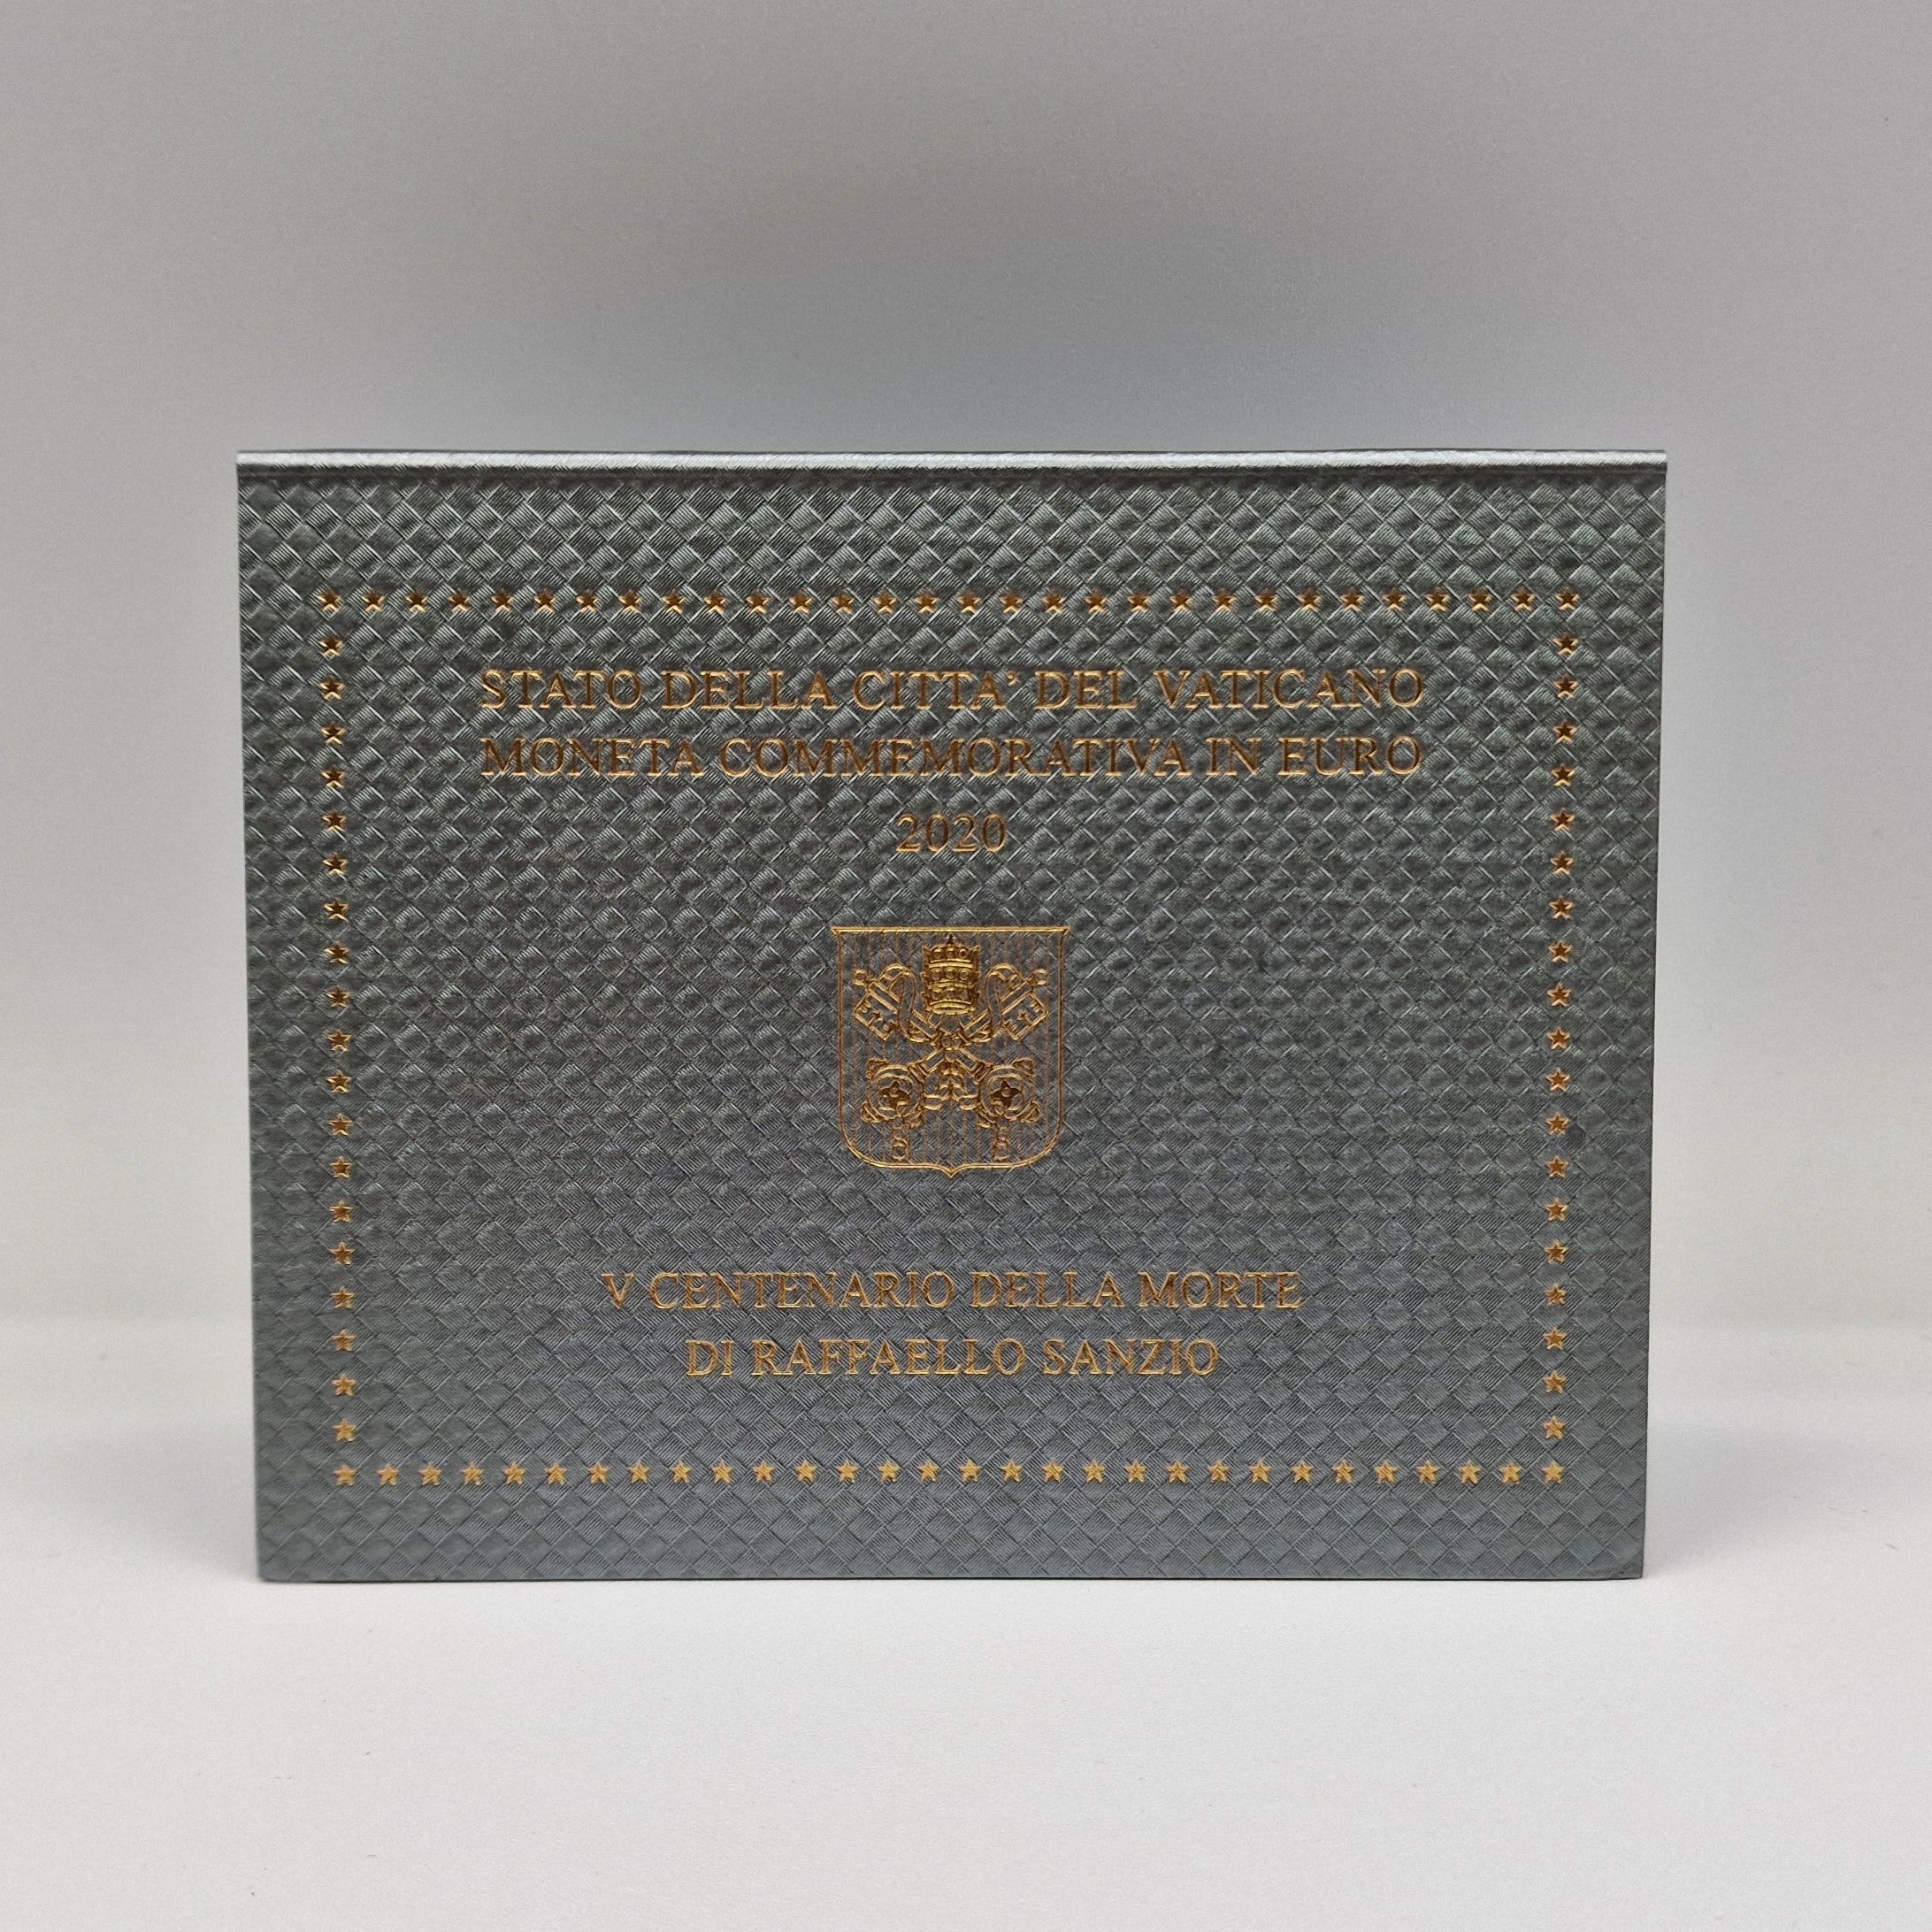 STATO DELLA CITTA' DEL VATICANO
MONETA COMMEMORATIVA IN EURO
2020
V CENTENARIO DELLA MORTE
DI RAFFAELLO SANZIO